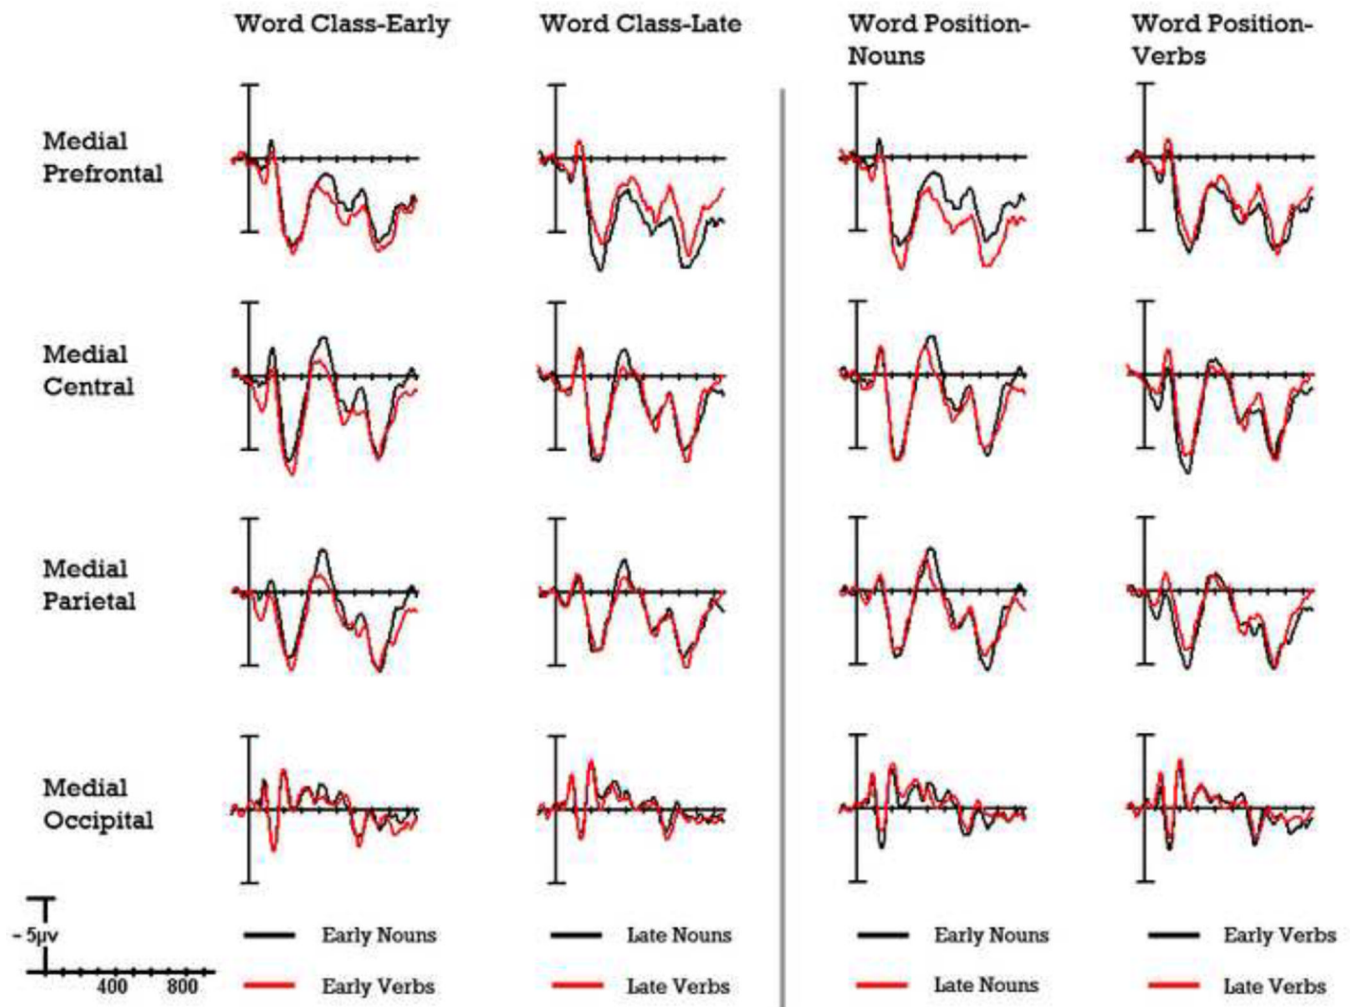 Word Class-Early
Word Class-Late
Word Position-
Nouns
Word Position-
Verbs
Medial
Prefrontal
Medial
Central
Medial
Parietal
Medial
Occipital
- 5μv
400 800
Early Nouns
Early Verbs
Late Nouns
Late Verbs
Early Nouns
Late Nouns
Early Verbs
Late Verbs